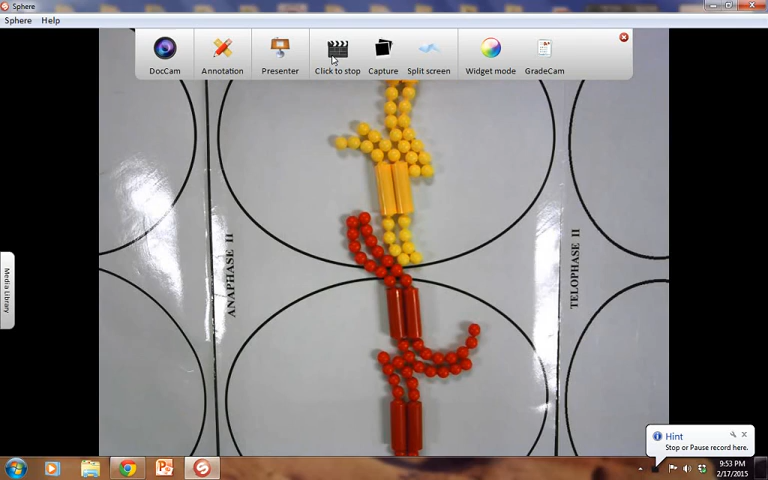 Sphere
Sphere Help
DocCam Annotation Presenter Click to stop Capture Split screen Widget mode GradeCam
Media Library
ANAPHASE II
TELOPHASE II
Hint
Stop or Pause record here.
9:53 PM
2/17/2015